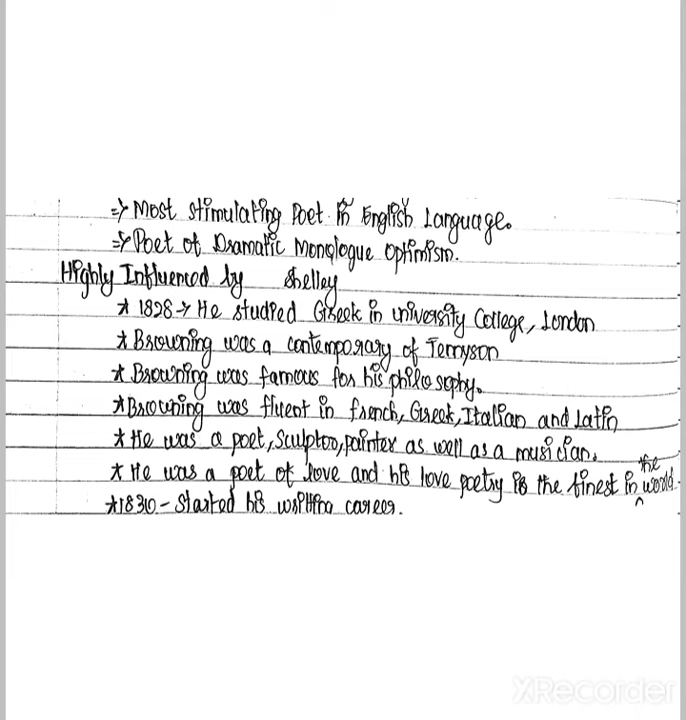 => Most Stimulating Poet in English Language.
=> Poet of Dramatic Monologue Optimism.
Highly Influenced by Shelley
* 1828 -> He studied Greek in university College, London
* Browning was a contemporary of Tennyson
* Browning was famous for his philosophy.
* Browning was fluent in french, Greek, Italian and Latin
* He was a poet, Sculptor, painter as well as a musician.
* He was a poet of love and his love poetry is the finest in the world.
* 1830 - Started his writing career.
XRecorder